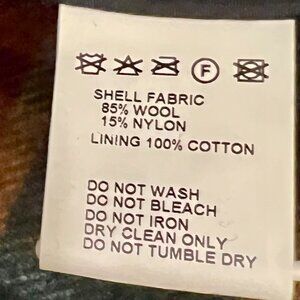 F
SHELL FABRIC
85% WOOL
15% NYLON
LINING 100% COTTON
DO NOT WASH
DO NOT BLEACH
DO NOT IRON
DRY CLEAN ONLY
DO NOT TUMBLE DRY